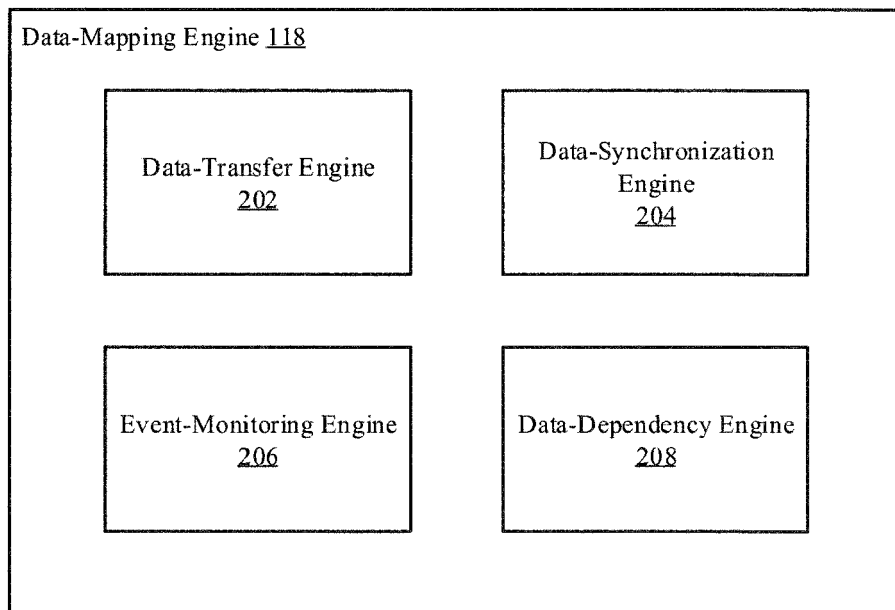 Data-Mapping Engine 118
Data-Transfer Engine
202
Data-Synchronization
Engine
204
Event-Monitoring Engine
206
Data-Dependency Engine
208